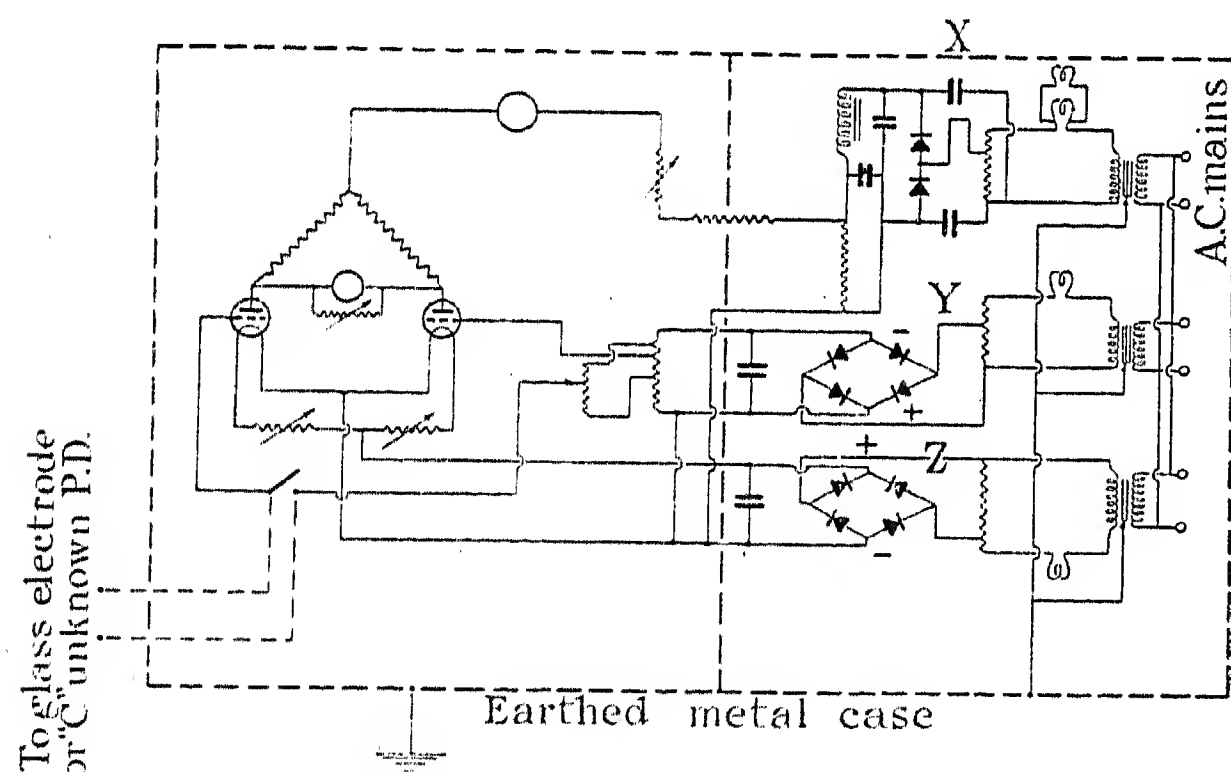 X
A.C. mains
Y
-
+
+
Z
-
To glass electrode
or "C" unknown P.D.
Earthed metal case